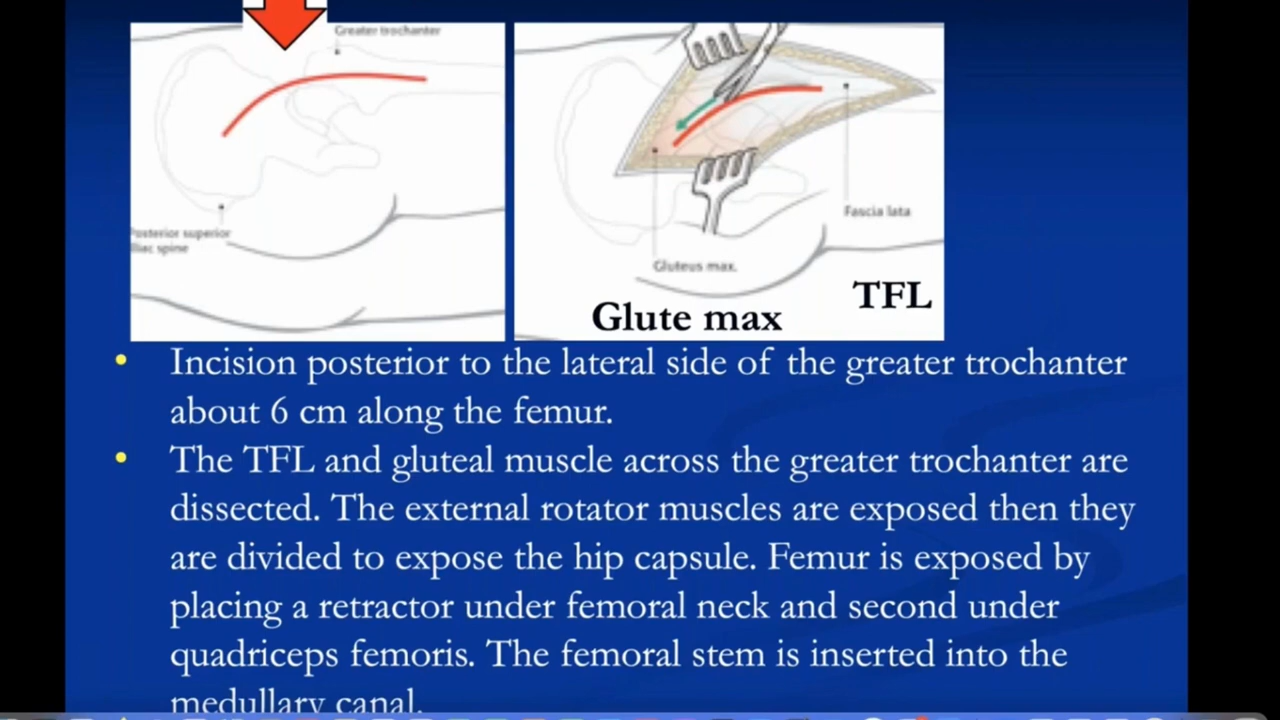 Greater trochanter
Posterior superior
iliac spine
Fascia lata
Gluteus max.
TFL
Glute max
• Incision posterior to the lateral side of the greater trochanter
about 6 cm along the femur.
• The TFL and gluteal muscle across the greater trochanter are
dissected. The external rotator muscles are exposed then they
are divided to expose the hip capsule. Femur is exposed by
placing a retractor under femoral neck and second under
quadriceps femoris. The femoral stem is inserted into the
medullary canal.